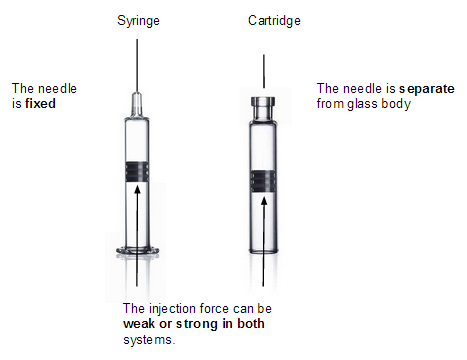 Syringe
Cartridge
The needle
is fixed
The needle is separate
from glass body
The injection force can be
weak or strong in both
systems.